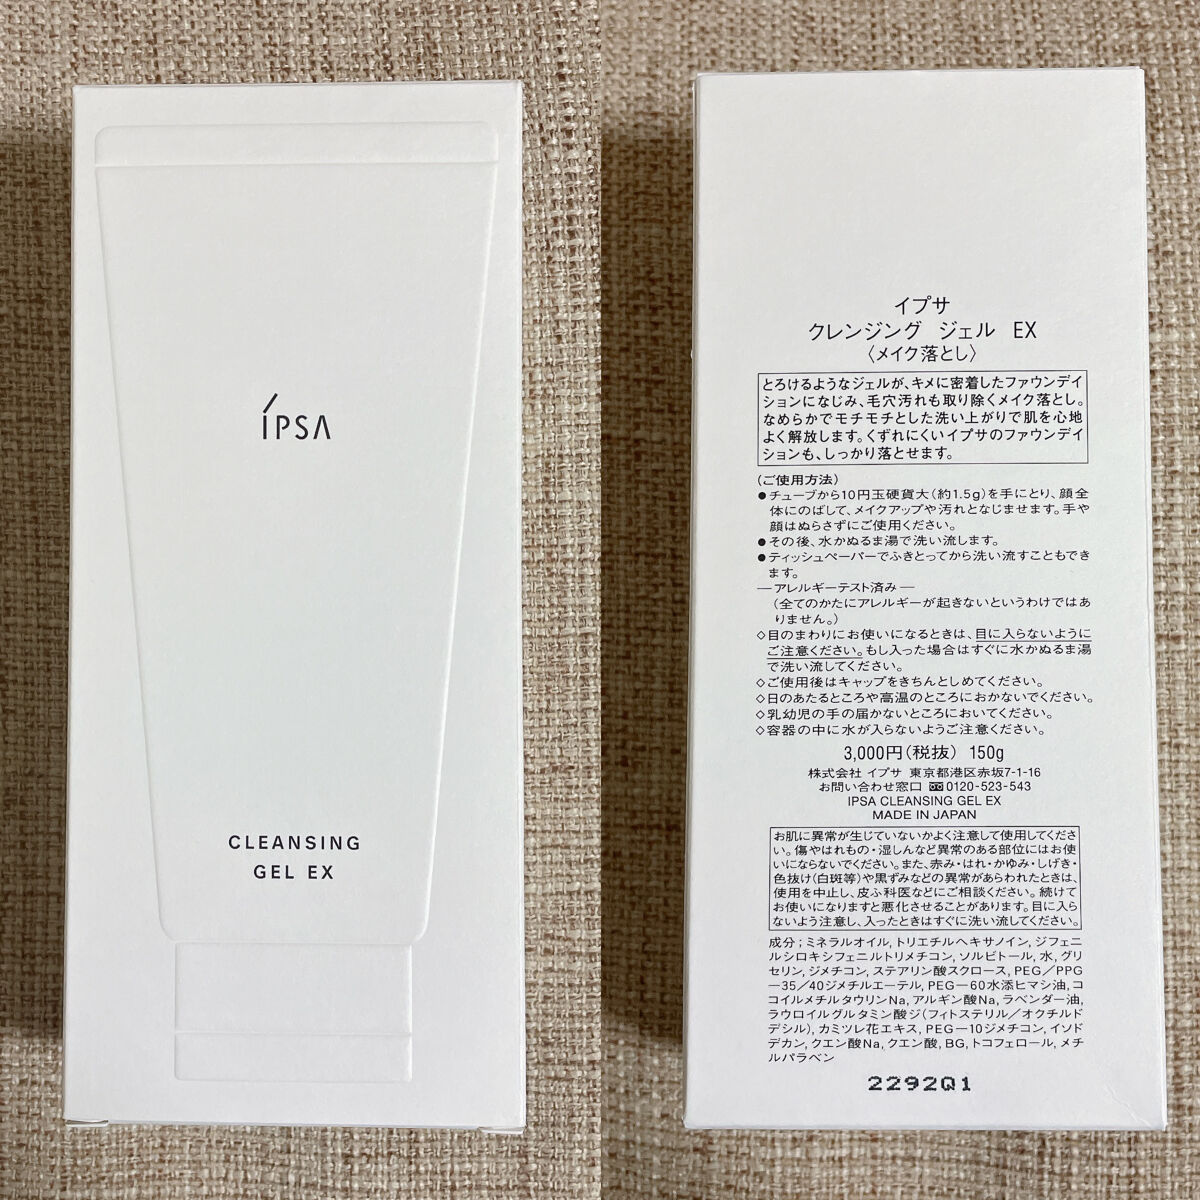 ÍPSA
CLEANSING
GEL EX
イプサ
クレンジング ジェル EX
〈メイク落とし〉
とろけるようなジェルが、キメに密着したファウンデイ
ションになじみ、毛穴汚れも取り除くメイク落とし。
なめらかでモチモチとした洗い上がりで肌を心地
よく解放します。くずれにくいイプサのファウンデイ
ションも、しっかり落とせます。
(ご使用方法)
●チューブから10円玉硬貨大(約1.5g)を手にとり、顔全
体にのばして、メイクアップや汚れとなじませます。手や
顔はぬらさずにご使用ください。
●その後、水かぬるま湯で洗い流します。
●ティッシュペーパーでふきとってから洗い流すこともでき
ます。
―アレルギーテスト済み―
(全てのかたにアレルギーが起きないというわけではあ
りません。)
◇目のまわりにお使いになるときは、目に入らないように
ご注意ください。もし入った場合はすぐに水かぬるま湯
で洗い流してください。
◇ご使用後はキャップをきちんとしめてください。
◇日のあたるところや高温のところにおかないでください。
◇乳幼児の手の届かないところにおいてください。
◇容器の中に水が入らないようご注意ください。
3,000円(税抜) 150g
株式会社 イプサ 東京都港区赤坂7-1-16
お問い合わせ窓口 0120-523-543
IPSA CLEANSING GEL EX
MADE IN JAPAN
お肌に異常が生じていないかよく注意して使用してくださ
い。傷やはれもの・湿しんなど異常のある部位にはお使
いにならないでください。また、赤み・はれ・かゆみ・しげき・
色抜け(白斑等)や黒ずみなどの異常があらわれたときは、
使用を中止し、皮ふ科医などにご相談ください。続けて
お使いになりますと悪化させることがあります。目に入ら
ないよう注意し、入ったときはすぐに洗い流してください。
成分;ミネラルオイル,トリエチルヘキサノイン,ジフェニ
ルシロキシフェニルトリメチコン,ソルビトール,水,グリ
セリン,ジメチコン,ステアリン酸スクロース,PEG/PPG
―35/40ジメチルエーテル,PEG―60水添ヒマシ油,コ
コイルメチルタウリンNa,アルギン酸Na,ラベンダー油,
ラウロイルグルタミン酸ジ(フィトステリル/オクチルド
デシル),カミツレ花エキス,PEG―10ジメチコン,イソド
デカン,クエン酸Na,クエン酸,BG,トコフェロール,メチ
ルパラベン
2292Q1